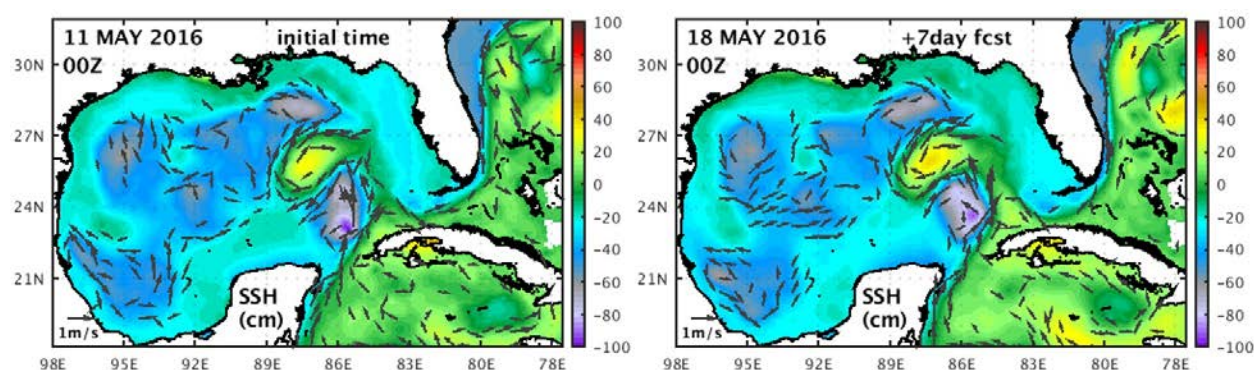 11 MAY 2016 initial time
00Z
30N
27N
24N
21N
SSH
(cm)
1m/s
98E 95E 92E 89E 86E 83E 80E 78E
100
80
60
40
20
0
−20
−40
−60
−80
−100
18 MAY 2016 +7day fcst
00Z
30N
27N
24N
21N
SSH
(cm)
1m/s
98E 95E 92E 89E 86E 83E 80E 78E
100
80
60
40
20
0
−20
−40
−60
−80
−100